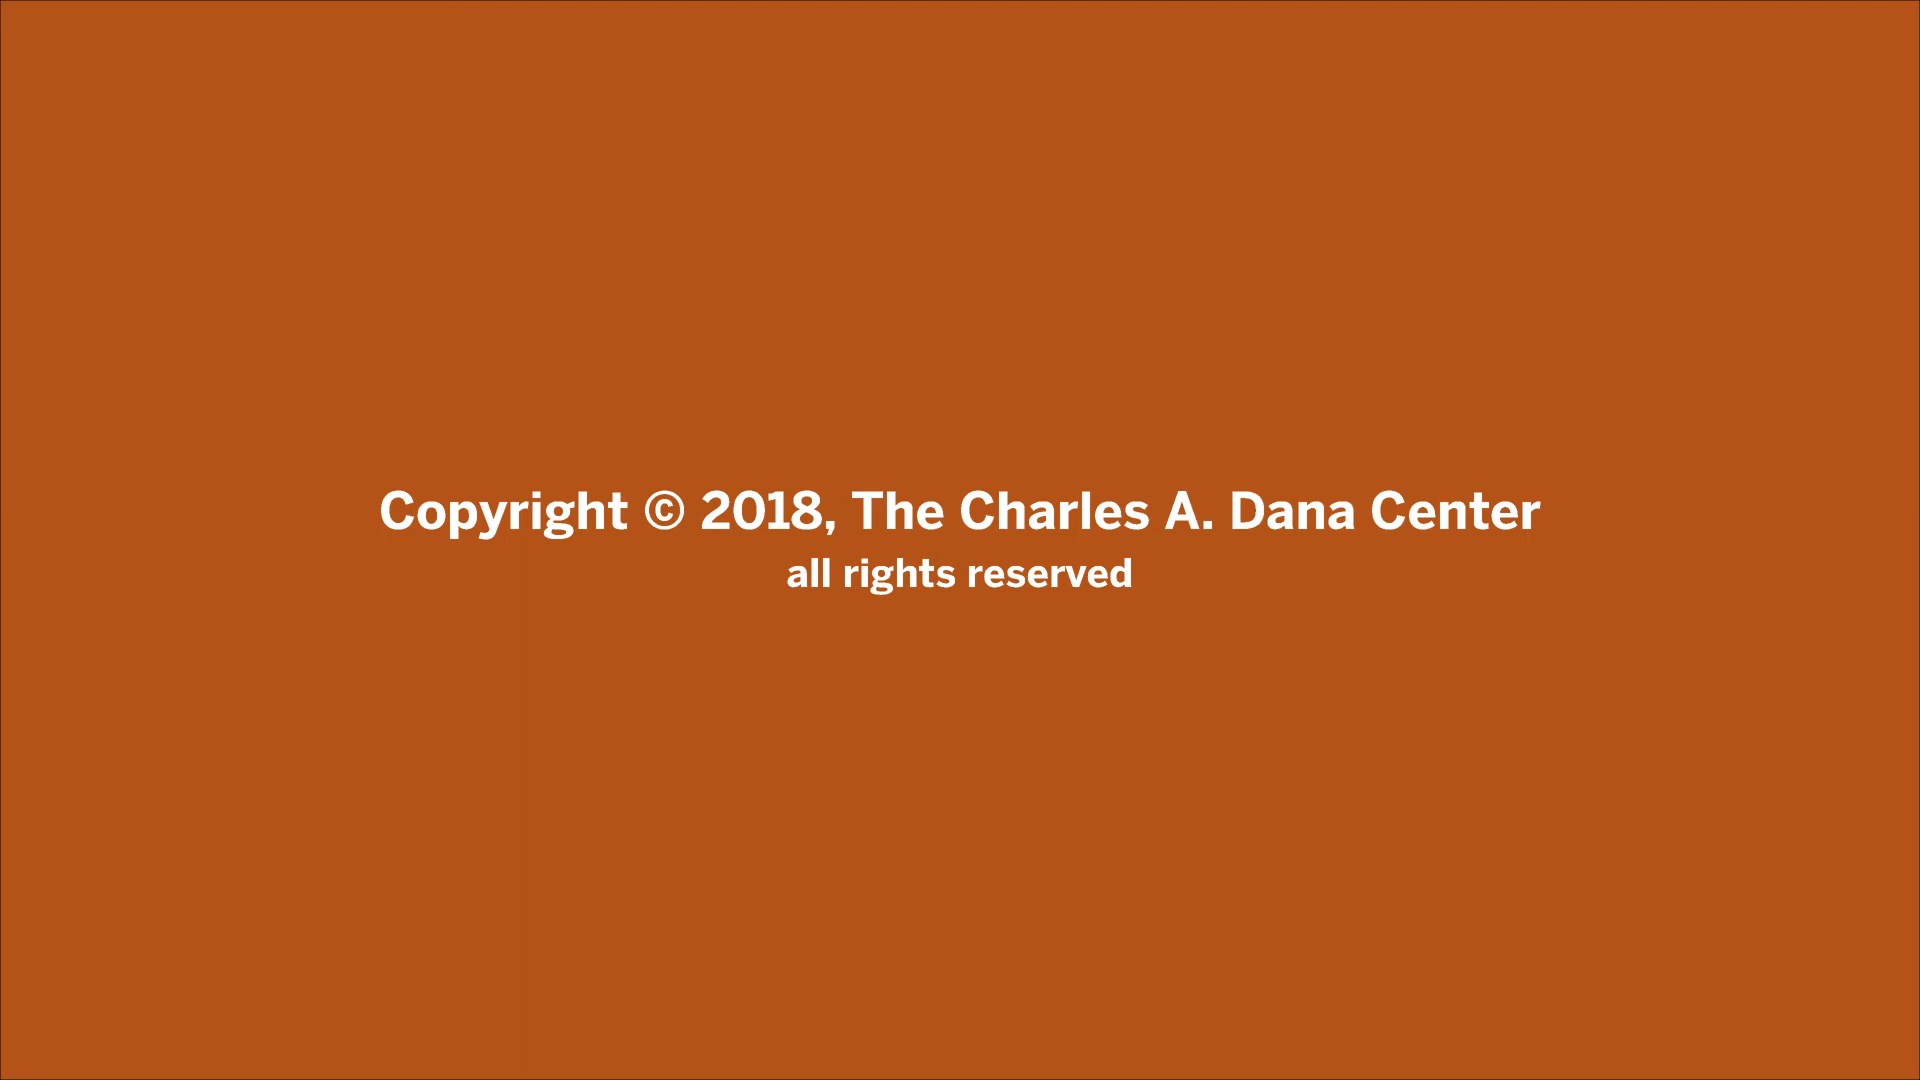 Copyright © 2018, The Charles A. Dana Center
all rights reserved